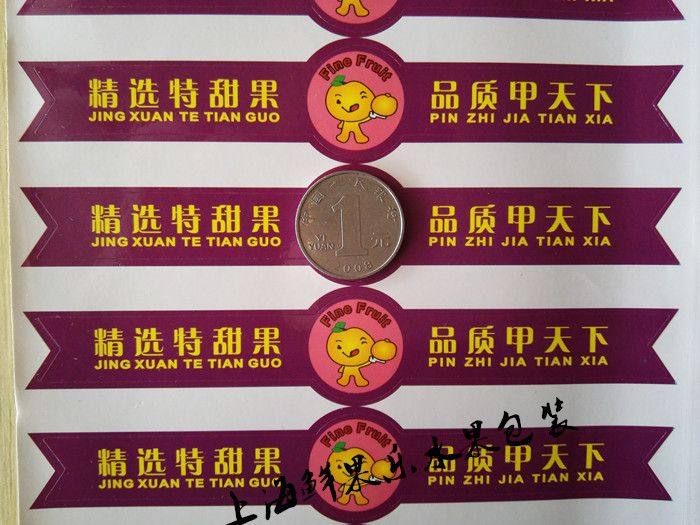 TIAN XIA
Fine Fruit
精选特甜果
JING XUAN TE TIAN GUO
品质甲天下
PIN ZHI JIA TIAN XIA
精选特甜果
JING XUAN TE TIAN GUO
中国人民银行
YI
YUAN
1
元
2008
品质甲天下
PIN ZHI JIA TIAN XIA
Fine Fruit
精选特甜果
JING XUAN TE TIAN GUO
品质甲天下
PIN ZHI JIA TIAN XIA
Fine Fruit
精选特甜果
JING XUAN TE TIAN GUO
品质甲天下
PIN ZHI JIA TIAN XIA
上海鲜果乐水果包装